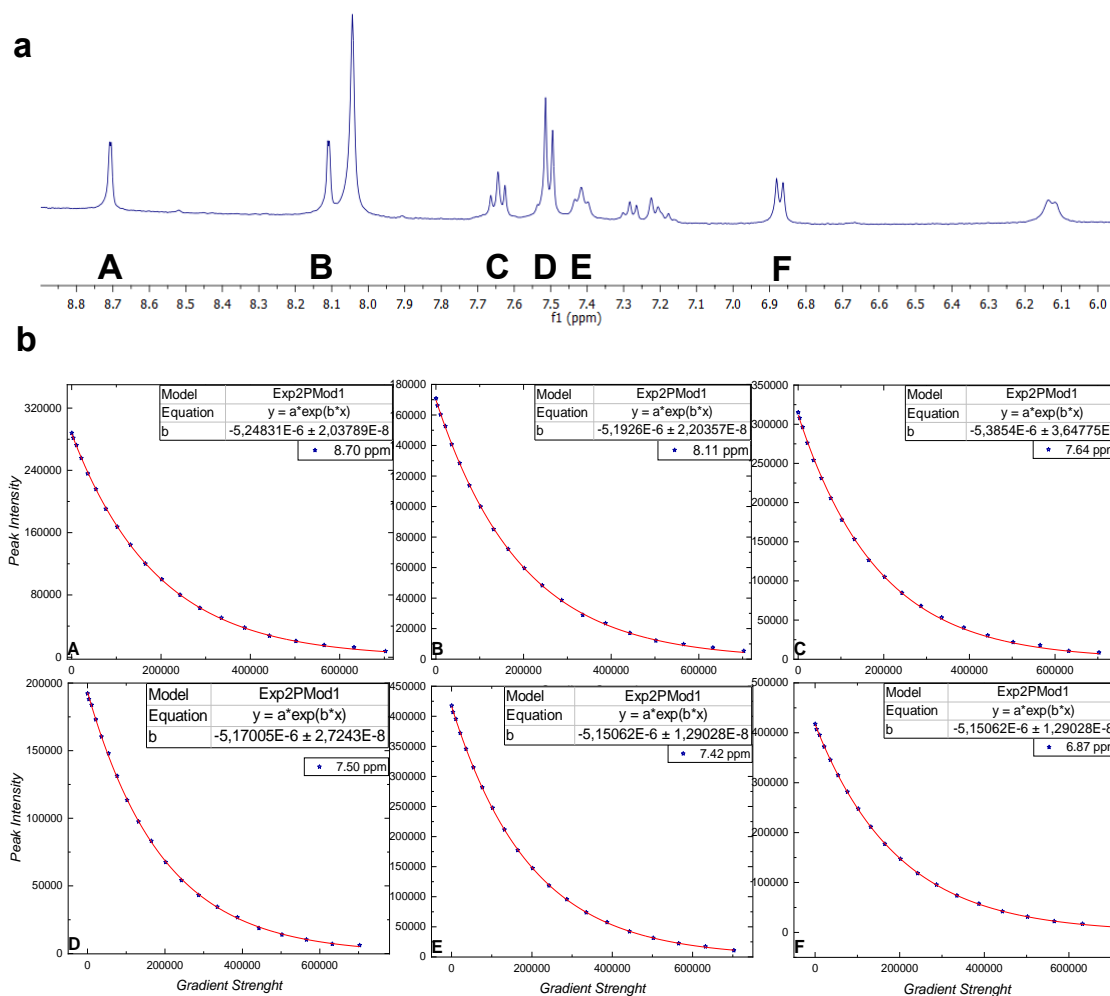 a
A B C D E F
8.8 8.7 8.6 8.5 8.4 8.3 8.2 8.1 8.0 7.9 7.8 7.7 7.6 7.5 7.4 7.3 7.2 7.1 7.0 6.9 6.8 6.7 6.6 6.5 6.4 6.3 6.2 6.1 6.0
f1 (ppm)
b
Peak Intensity
320000
240000
160000
80000
0
Model Exp2PMod1
Equation y = a*exp(b*x)
b -5,24831E-6 ± 2,03789E-8
8.70 ppm
A
0 200000 400000 600000
180000
160000
140000
120000
100000
80000
60000
40000
20000
0
Model Exp2PMod1
Equation y = a*exp(b*x)
b -5,1926E-6 ± 2,20357E-8
8.11 ppm
B
0 200000 400000 600000
350000
300000
250000
200000
150000
100000
50000
0
Model Exp2PMod1
Equation y = a*exp(b*x)
b -5,3854E-6 ± 3,64775E
7.64 ppm
C
0 200000 400000 600000
Peak Intensity
200000
150000
100000
50000
0
Model Exp2PMod1
Equation y = a*exp(b*x)
b -5,17005E-6 ± 2,7243E-8
7.50 ppm
D
0 200000 400000 600000
Gradient Strenght
450000
400000
350000
300000
250000
200000
150000
100000
50000
0
Model Exp2PMod1
Equation y = a*exp(b*x)
b -5,15062E-6 ± 1,29028E-8
7.42 ppm
E
0 200000 400000 600000
Gradient Strenght
500000
400000
300000
200000
100000
0
Model Exp2PMod1
Equation y = a*exp(b*x)
b -5,15062E-6 ± 1,29028E-8
6.87 ppm
F
0 200000 400000 600000
Gradient Strenght